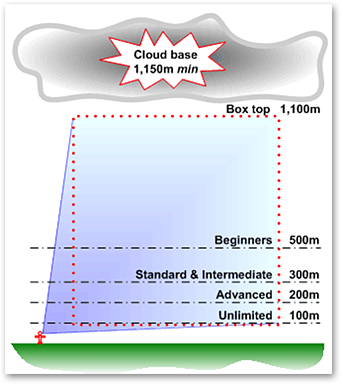 Cloud base
1,150m min
Box top 1,100m
Beginners 500m
Standard & Intermediate 300m
Advanced 200m
Unlimited 100m